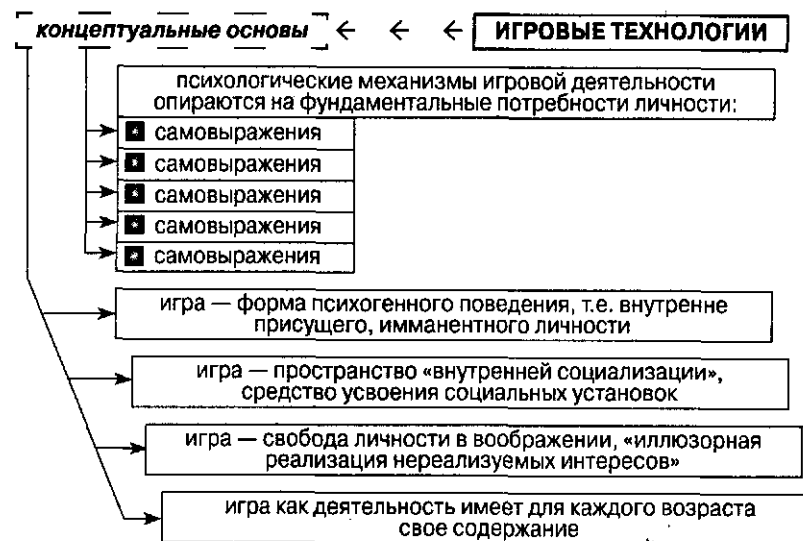 концептуальные основы
ИГРОВЫЕ ТЕХНОЛОГИИ
психологические механизмы игровой деятельности
опираются на фундаментальные потребности личности:
самовыражения
самовыражения
самовыражения
самовыражения
самовыражения
игра — форма психогенного поведения, т.е. внутренне
присущего, имманентного личности
игра — пространство «внутренней социализации»,
средство усвоения социальных установок
игра — свобода личности в воображении, «иллюзорная
реализация нереализуемых интересов»
игра как деятельность имеет для каждого возраста
свое содержание